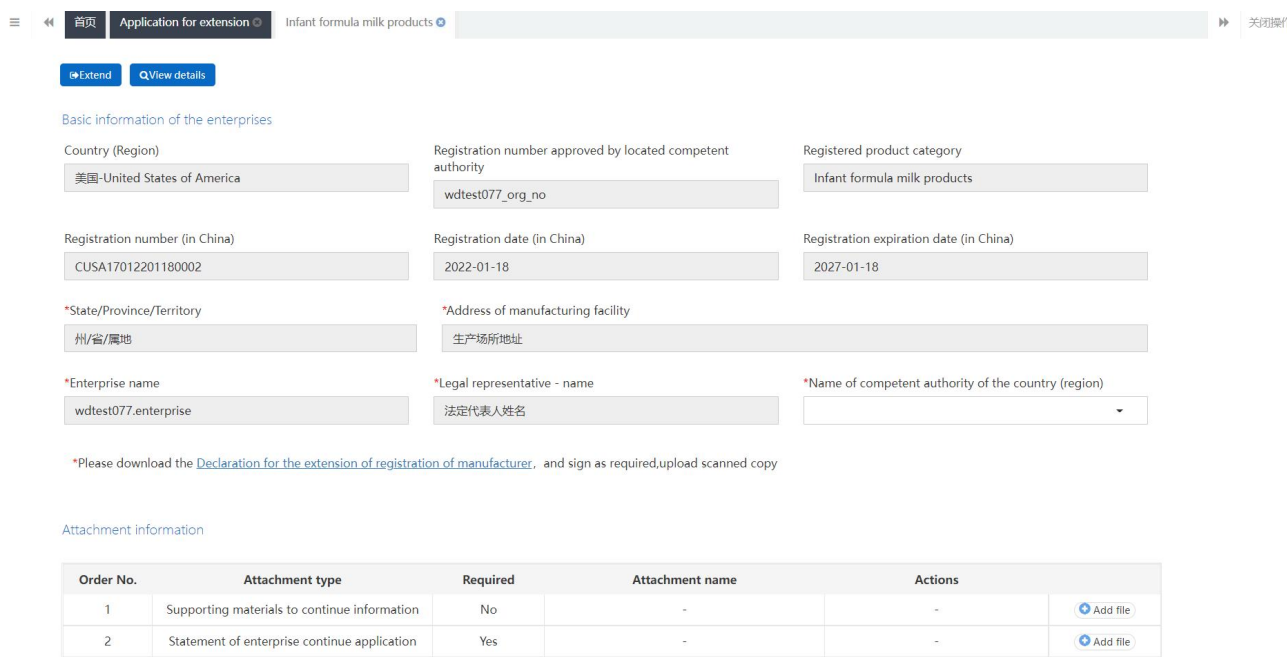 首页 Application for extension Infant formula milk products 关闭操作
Extend View details
Basic information of the enterprises
Country (Region) Registration number approved by located competent authority Registered product category
美国-United States of America wdtest077_org_no Infant formula milk products
Registration number (in China) Registration date (in China) Registration expiration date (in China)
CUSA17012201180002 2022-01-18 2027-01-18
*State/Province/Territory *Address of manufacturing facility
州/省/属地 生产场所地址
*Enterprise name *Legal representative - name *Name of competent authority of the country (region)
wdtest077.enterprise 法定代表人姓名
*Please download the Declaration for the extension of registration of manufacturer，and sign as required,upload scanned copy
Attachment information
Order No. Attachment type Required Attachment name Actions
1 Supporting materials to continue information No - - Add file
2 Statement of enterprise continue application Yes - - Add file